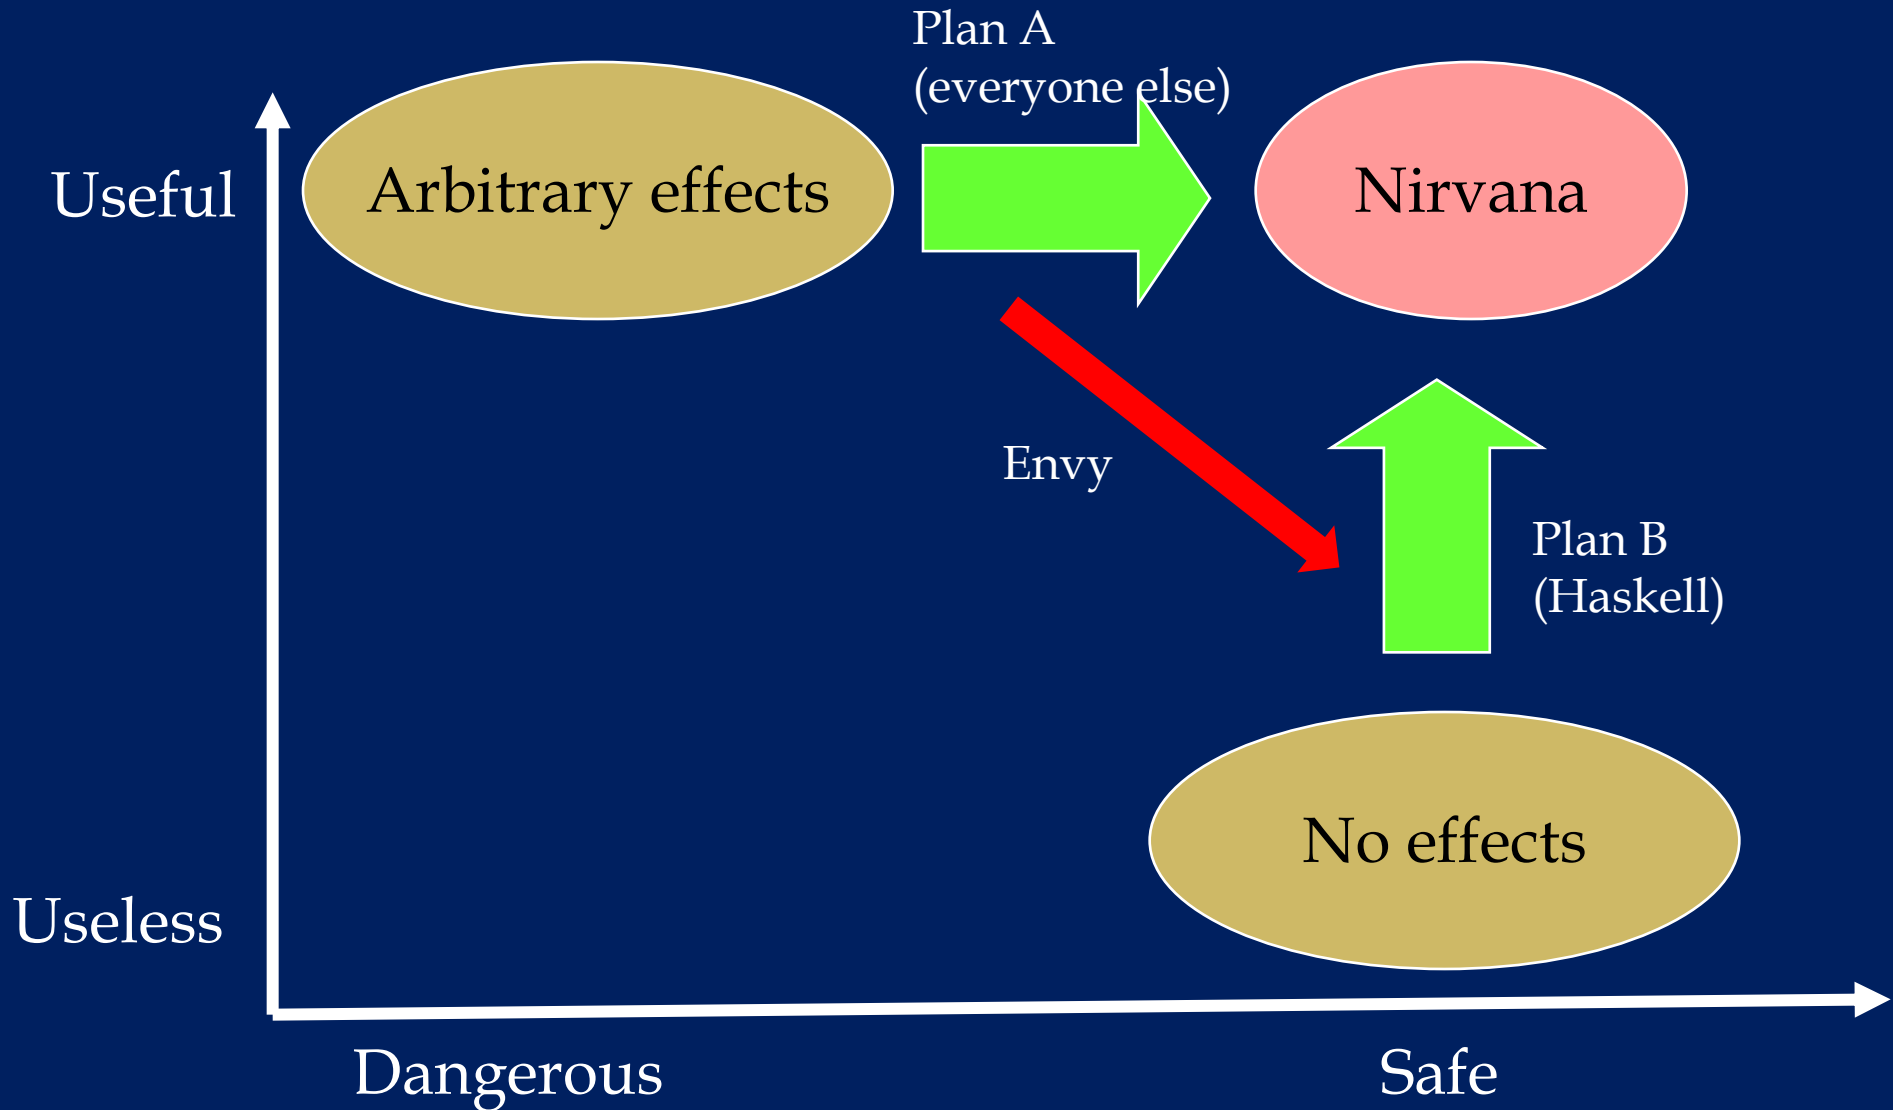 Plan A
(everyone else)
Useful
Arbitrary effects
Nirvana
Envy
Plan B
(Haskell)
No effects
Useless
Dangerous
Safe